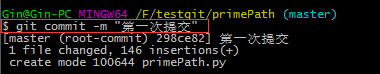 Gin@Gin-PC MINGW64 /F/testgit/primePath (master)
$ git commit -m "第一次提交"
[master (root-commit) 298ce82] 第一次提交
 1 file changed, 146 insertions(+)
 create mode 100644 primePath.py